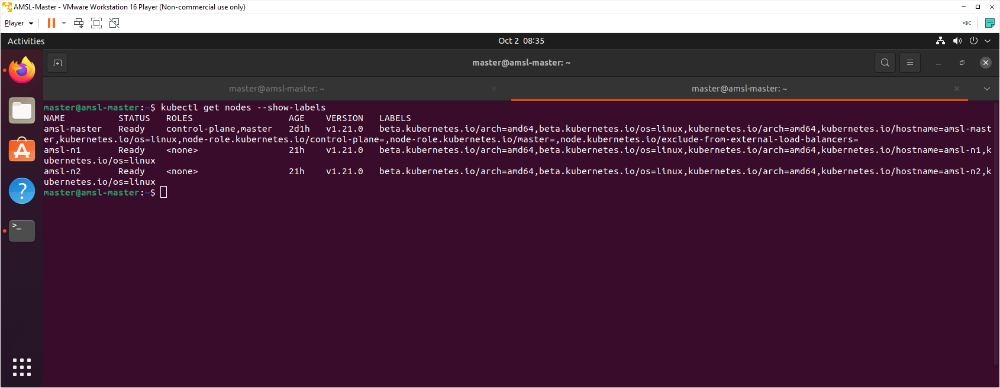 AMSL-Master - VMware Workstation 16 Player (Non-commercial use only)
Player
Activities
Oct 2 08:35
master@amsl-master: ~
master@amsl-master: ~
master@amsl-master: ~
master@amsl-master:~$ kubectl get nodes --show-labels
NAME STATUS ROLES AGE VERSION LABELS
amsl-master Ready control-plane,master 2d1h v1.21.0 beta.kubernetes.io/arch=amd64,beta.kubernetes.io/os=linux,kubernetes.io/arch=amd64,kubernetes.io/hostname=amsl-mast
er,kubernetes.io/os=linux,node-role.kubernetes.io/control-plane=,node-role.kubernetes.io/master=,node.kubernetes.io/exclude-from-external-load-balancers=
amsl-n1 Ready <none> 21h v1.21.0 beta.kubernetes.io/arch=amd64,beta.kubernetes.io/os=linux,kubernetes.io/arch=amd64,kubernetes.io/hostname=amsl-n1,k
ubernetes.io/os=linux
amsl-n2 Ready <none> 21h v1.21.0 beta.kubernetes.io/arch=amd64,beta.kubernetes.io/os=linux,kubernetes.io/arch=amd64,kubernetes.io/hostname=amsl-n2,k
ubernetes.io/os=linux
master@amsl-master:~$